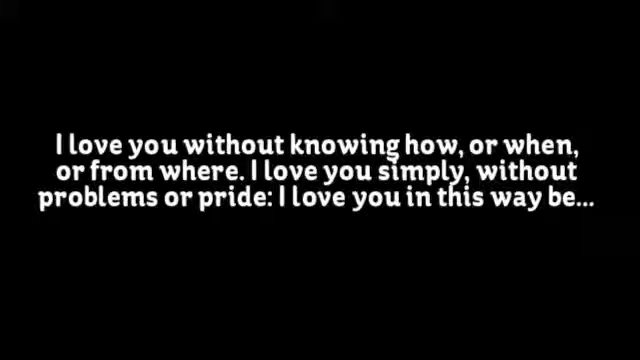 I love you without knowing how, or when,
or from where. I love you simply, without
problems or pride: I love you in this way be...